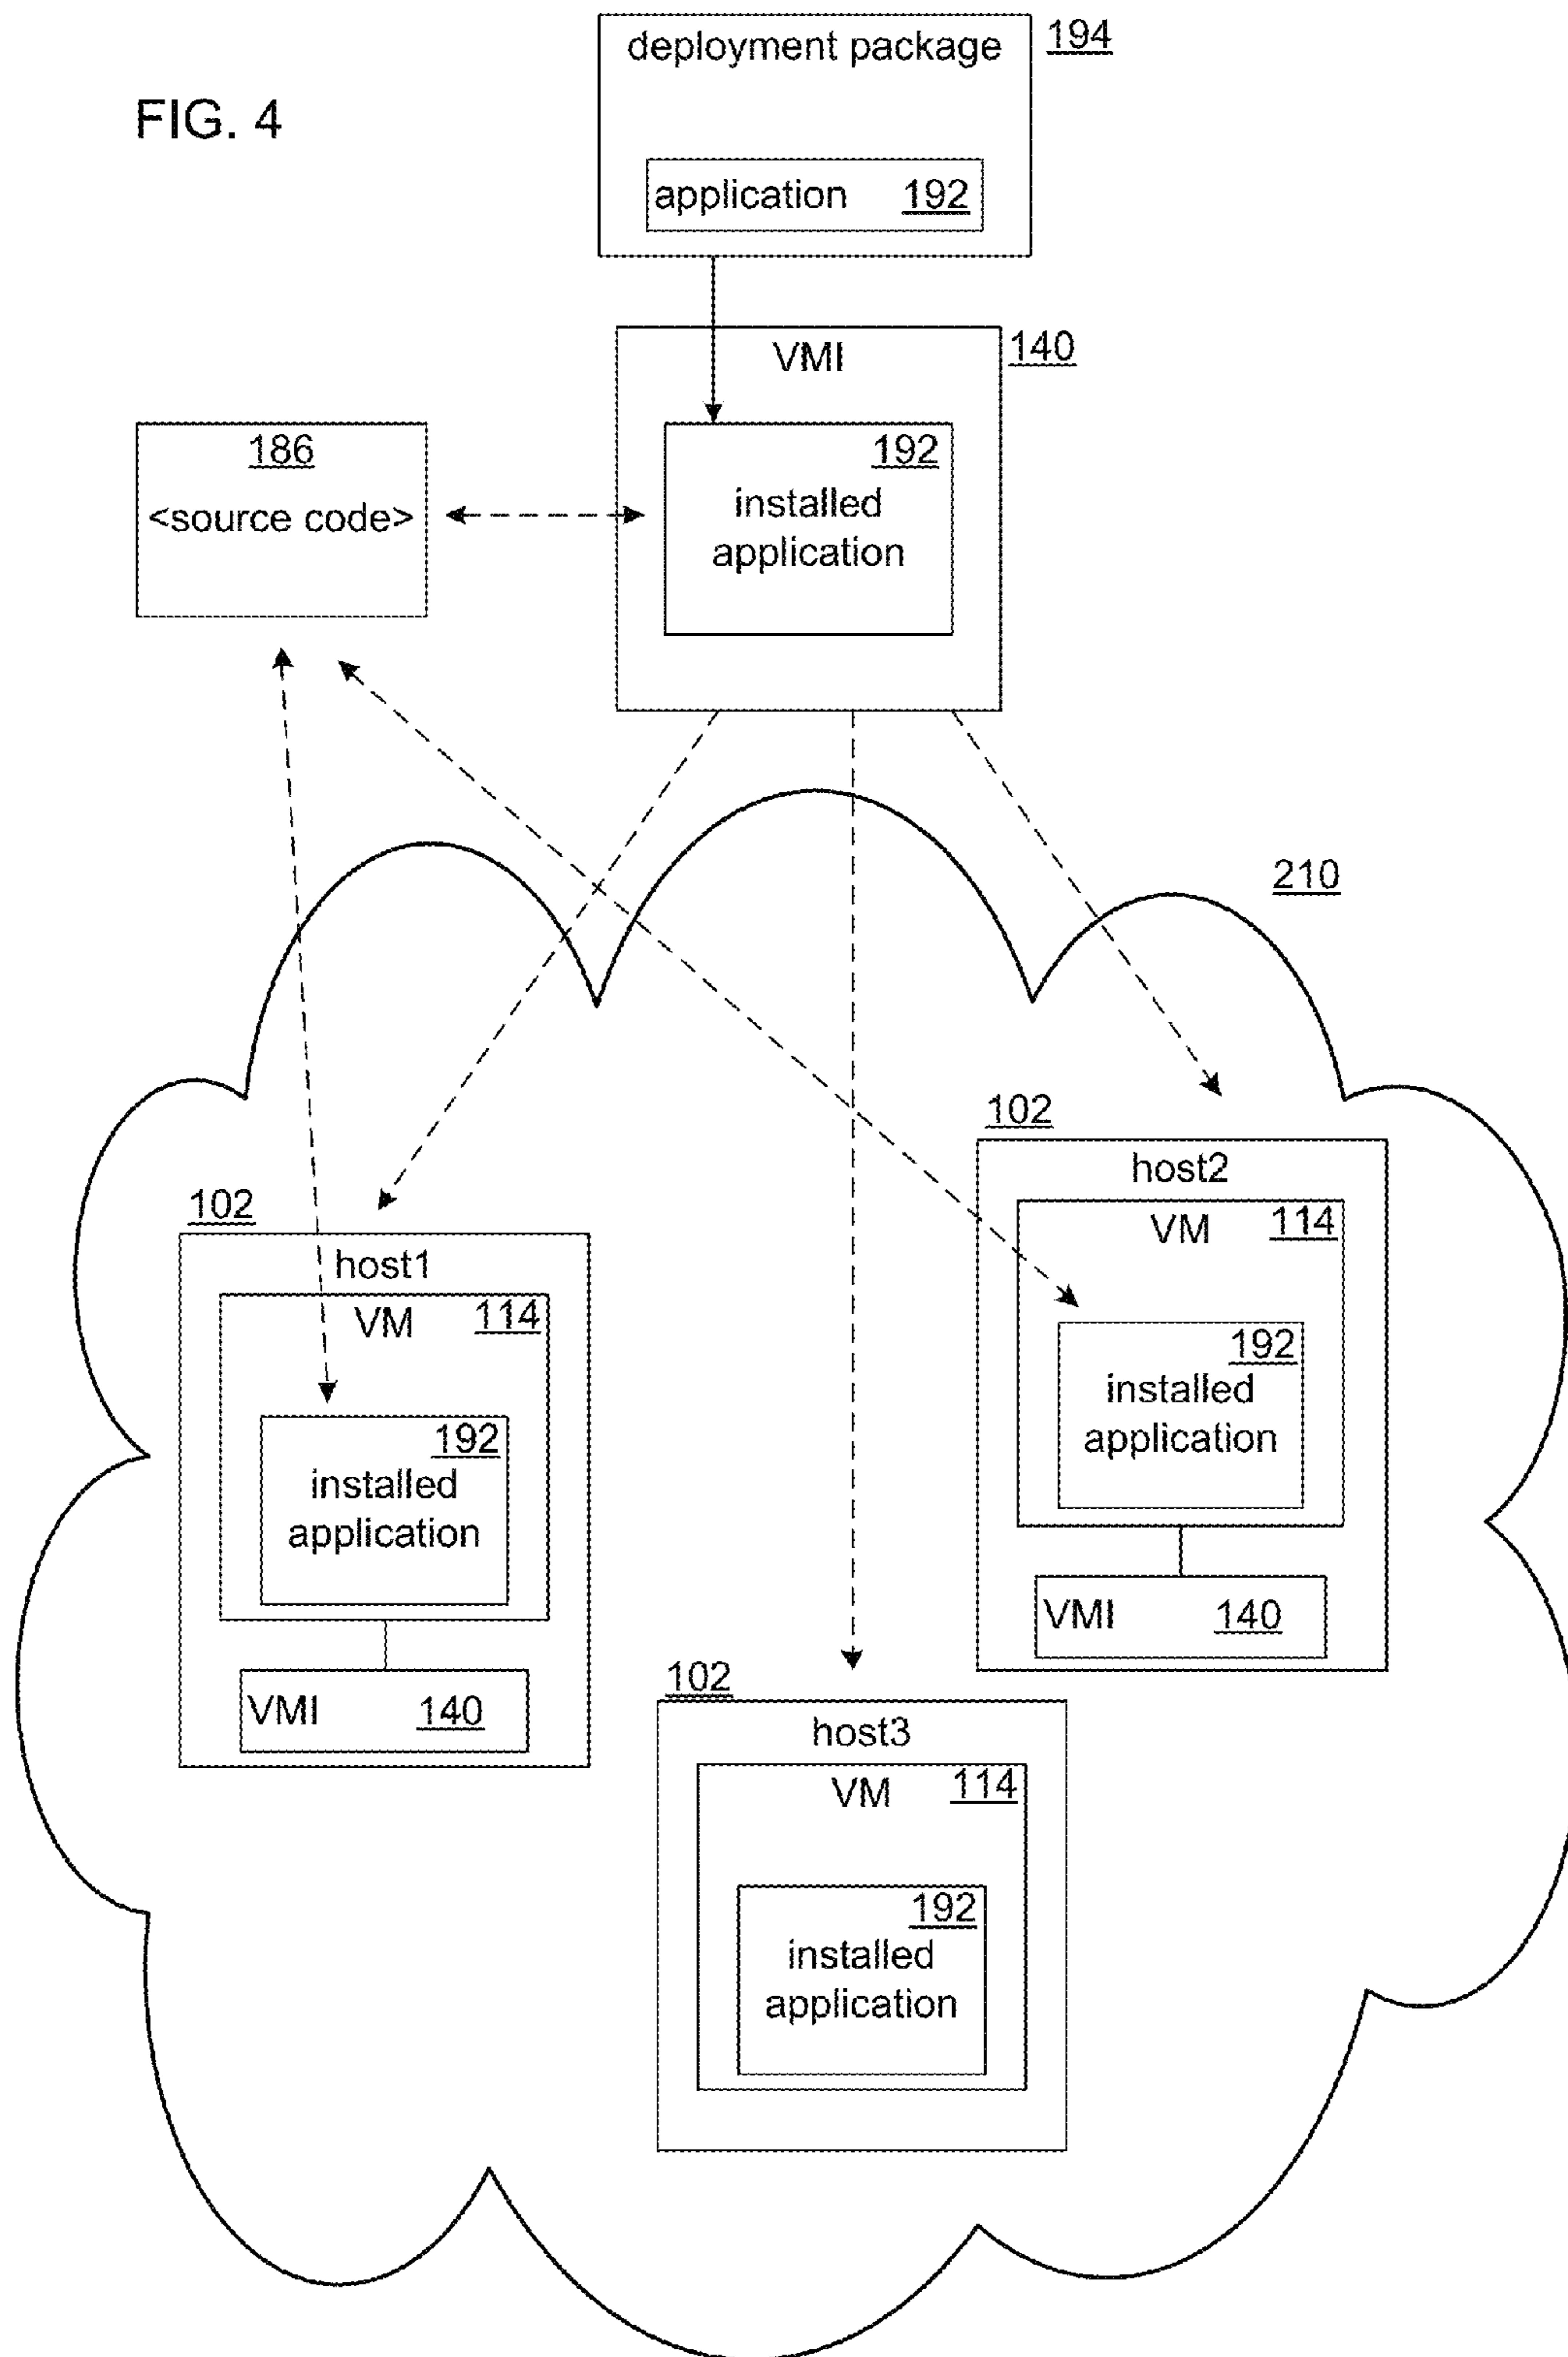 deployment package 194
FIG. 4
application 192
VMI 140
186
<source code>
192
installed
application
210
102
host2
VM 114
192
installed
application
VMI 140
102
host1
VM 114
192
installed
application
VMI 140
102
host3
VM 114
192
installed
application